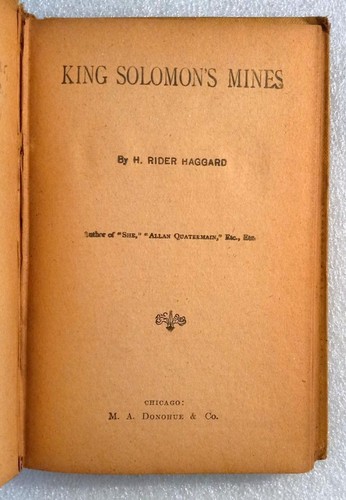 KING SOLOMON'S MINES
By H. RIDER HAGGARD
Author of "SHE," "ALLAN QUATERMAIN," Etc., Etc.
CHICAGO:
M. A. DONOHUE & Co.